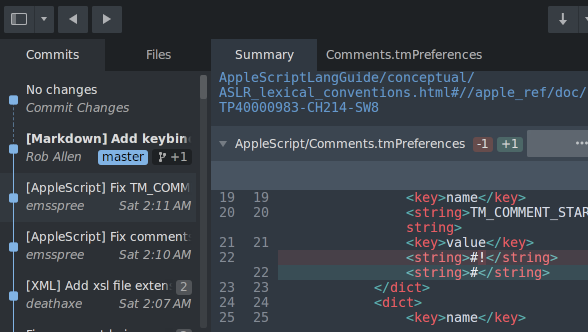 Commits
Files
Summary
Comments.tmPreferences
No changes
Commit Changes
[Markdown] Add keybin
Rob Allen
master
+1
[AppleScript] Fix TM_COMM
emsspree
Sat 2:11 AM
[AppleScript] Fix comments
emsspree
Sat 2:10 AM
[XML] Add xsl file exten
2
deathaxe
Sat 2:07 AM
AppleScriptLangGuide/conceptual/
ASLR_lexical_conventions.html#//apple_ref/doc/
TP40000983-CH214-SW8
AppleScript/Comments.tmPreferences
-1
+1
19 19 <key>name</key>
20 20 <string>TM_COMMENT_STAR
string>
21 21 <key>value</key>
22 <string>#!</string>
22 <string>#</string>
23 23 </dict>
24 24 <dict>
25 25 <key>name</key>